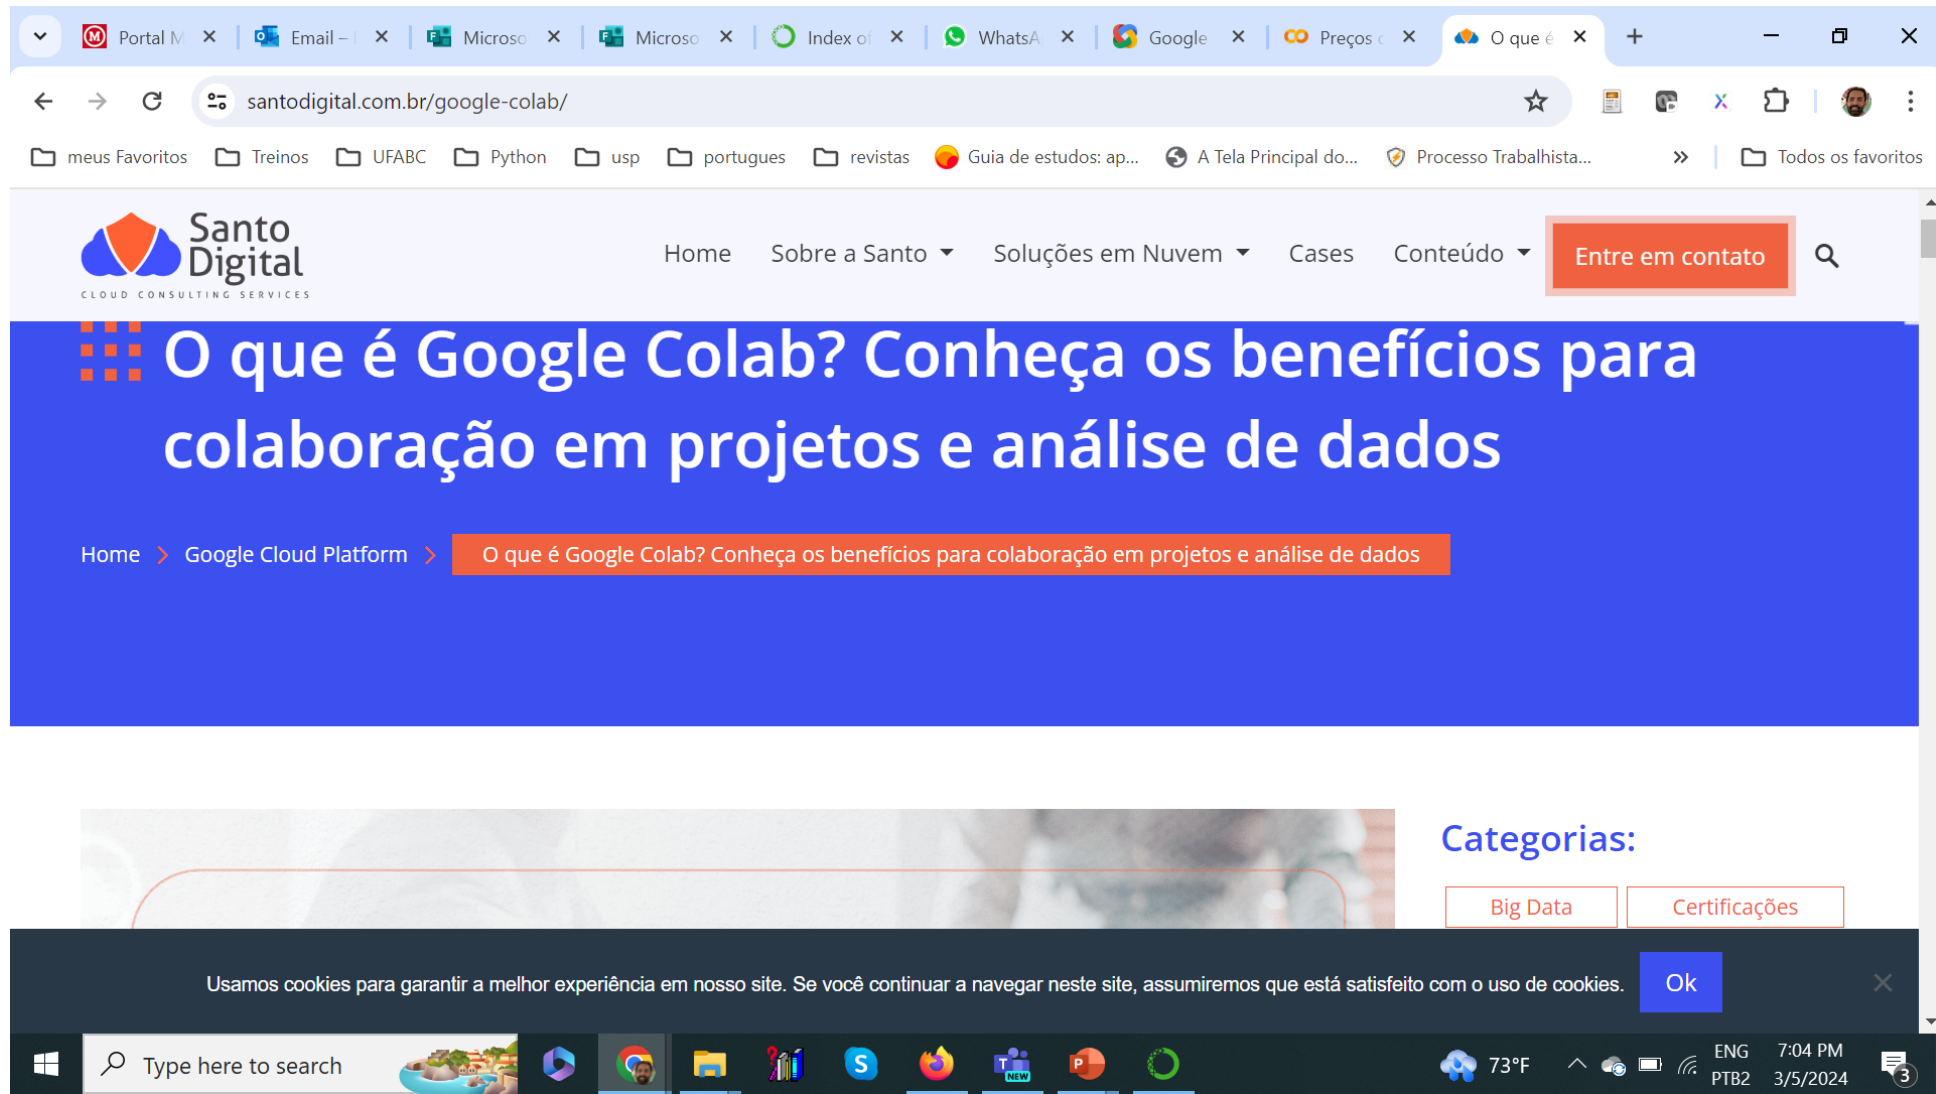 Portal M
Email –
Microso
Microso
Index of
WhatsA
Google
Preços
O que é
santodigital.com.br/google-colab/
meus Favoritos
Treinos
UFABC
Python
usp
portugues
revistas
Guia de estudos: ap...
A Tela Principal do...
Processo Trabalhista...
»
Todos os favoritos
Santo
Digital
CLOUD CONSULTING SERVICES
Home
Sobre a Santo
Soluções em Nuvem
Cases
Conteúdo
Entre em contato
O que é Google Colab? Conheça os benefícios para
colaboração em projetos e análise de dados
Home > Google Cloud Platform > O que é Google Colab? Conheça os benefícios para colaboração em projetos e análise de dados
Categorias:
Big Data
Certificações
Usamos cookies para garantir a melhor experiência em nosso site. Se você continuar a navegar neste site, assumiremos que está satisfeito com o uso de cookies.
Ok
Type here to search
NEW
73°F
ENG
PTB2
7:04 PM
3/5/2024
3